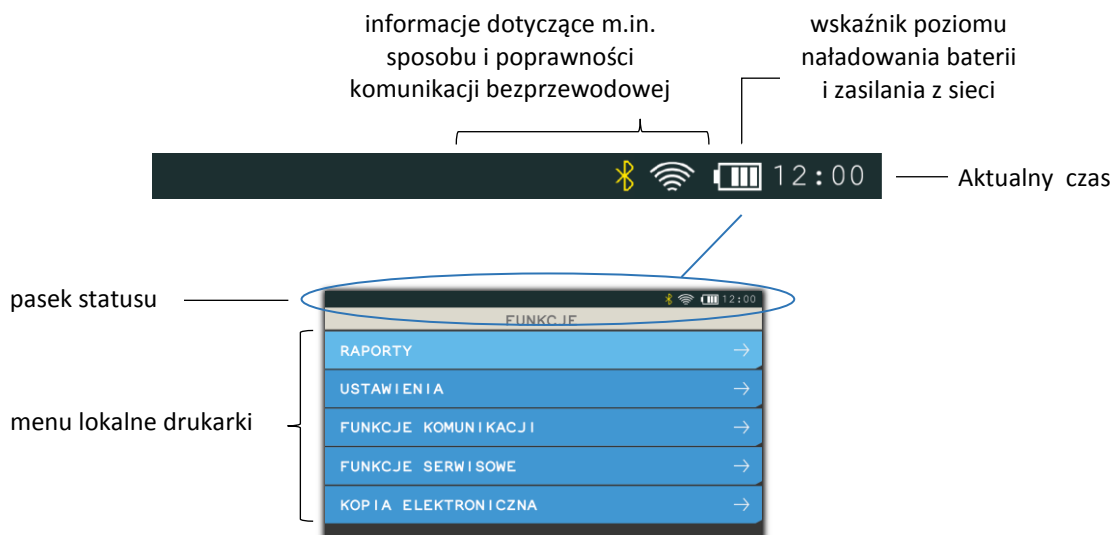 informacje dotyczące m.in.
sposobu i poprawności
komunikacji bezprzewodowej
wskaźnik poziomu
naładowania baterii
i zasilania z sieci
12:00
Aktualny czas
pasek statusu
12:00
FUNKCJE
RAPORTY
USTAWIENIA
menu lokalne drukarki
FUNKCJE KOMUNIKACJI
FUNKCJE SERWISOWE
KOPIA ELEKTRONICZNA